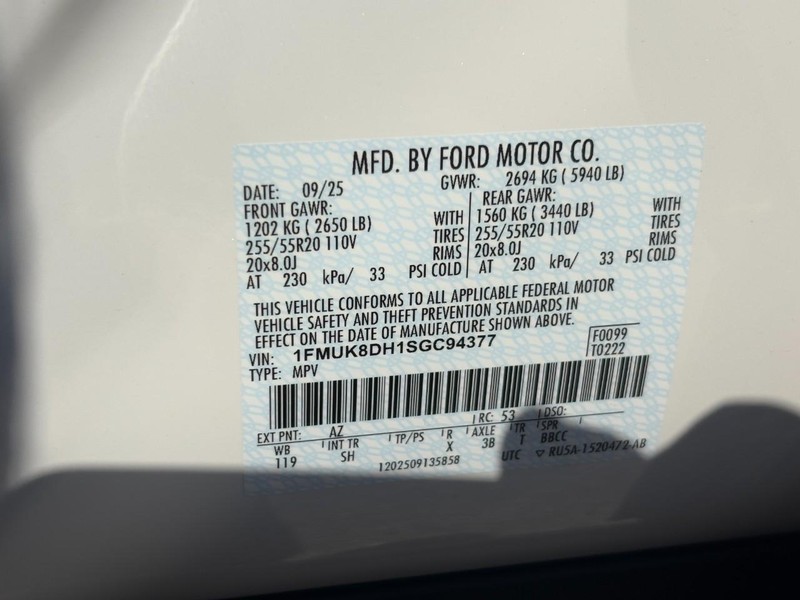 MFD. BY FORD MOTOR CO.
DATE: 09/25 GVWR: 2694 KG ( 5940 LB)
FRONT GAWR: REAR GAWR:
1202 KG ( 2650 LB) WITH 1560 KG ( 3440 LB) WITH
255/55R20 110V TIRES 255/55R20 110V TIRES
20x8.0J RIMS 20x8.0J RIMS
AT 230 kPa/ 33 PSI COLD AT 230 kPa/ 33 PSI COLD
THIS VEHICLE CONFORMS TO ALL APPLICABLE FEDERAL MOTOR
VEHICLE SAFETY AND THEFT PREVENTION STANDARDS IN
EFFECT ON THE DATE OF MANUFACTURE SHOWN ABOVE.
VIN: 1FMUK8DH1SGC94377 F0099
TYPE: MPV T0222
EXT PNT: AZ RC: 53 DSO:
WB INT TR TP/PS R AXLE TR SPR
119 SH X 3B T BBCC
1202509135858 UTC ▽ RU5A-1520472-AB